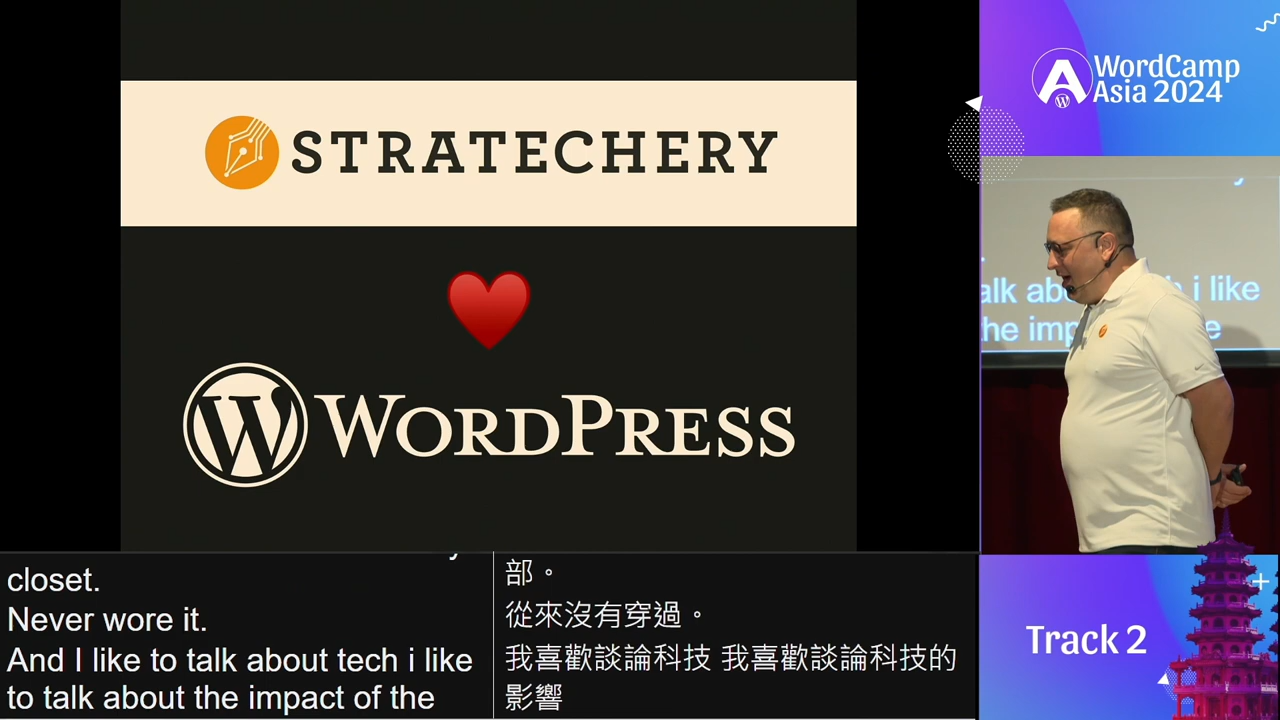 STRATECHERY
WORDPRESS
WordCamp
Asia 2024
alk abo
h i like
the imp
e
closet.
Never wore it.
And I like to talk about tech i like
to talk about the impact of the
部。
從來沒有穿過。
我喜歡談論科技 我喜歡談論科技的
影響
Track 2